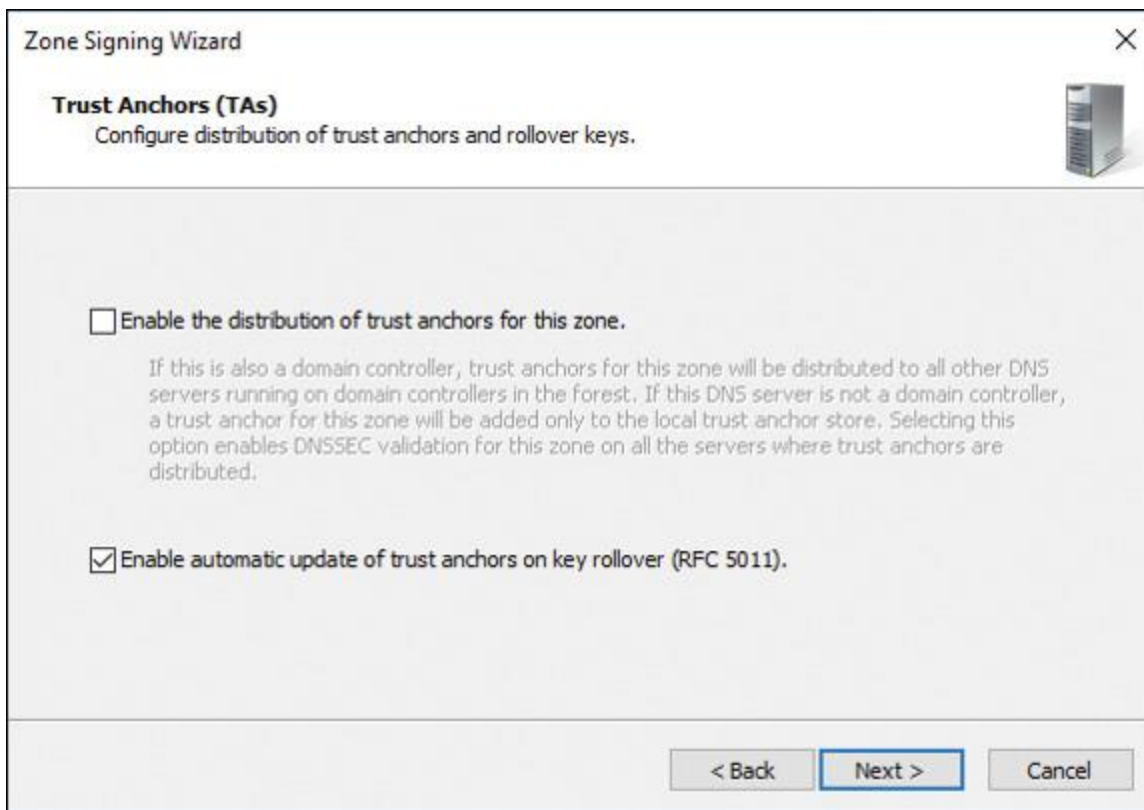 Zone Signing Wizard
Trust Anchors (TAs)
Configure distribution of trust anchors and rollover keys.
Enable the distribution of trust anchors for this zone.
If this is also a domain controller, trust anchors for this zone will be distributed to all other DNS
servers running on domain controllers in the forest. If this DNS server is not a domain controller,
a trust anchor for this zone will be added only to the local trust anchor store. Selecting this
option enables DNSSEC validation for this zone on all the servers where trust anchors are
distributed.
Enable automatic update of trust anchors on key rollover (RFC 5011).
< Back Next > Cancel